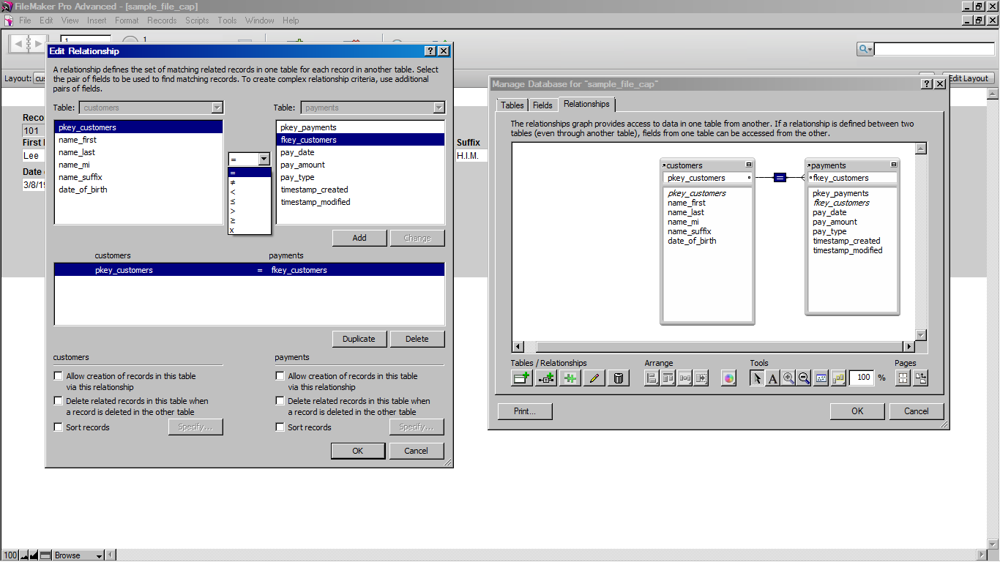 FileMaker Pro Advanced - [sample_file_cap]
File Edit View Insert Format Records Scripts Tools Window Help
1
1
Layout:
Edit Layout
Recor
101
First
Lee
Suffix
H.I.M.
Date
3/8/19
Edit Relationship
A relationship defines the set of matching related records in one table for each record in another table. Select
the pair of fields to be used to find matching records. To create complex relationship criteria, use additional
pairs of fields.
Table: customers
Table: payments
pkey_customers
name_first
name_last
name_mi
name_suffix
date_of_birth
=
=
≠
<
≤
>
≥
x
pkey_payments
fkey_customers
pay_date
pay_amount
pay_type
timestamp_created
timestamp_modified
Add Change
customers payments
pkey_customers = fkey_customers
Duplicate Delete
customers
Allow creation of records in this table
via this relationship
Delete related records in this table when
a record is deleted in the other table
Sort records Specify...
payments
Allow creation of records in this table
via this relationship
Delete related records in this table when
a record is deleted in the other table
Sort records Specify...
OK Cancel
Manage Database for "sample_file_cap"
Tables Fields Relationships
The relationships graph provides access to data in one table from another. If a relationship is defined between two
tables (even through another table), fields from one table can be accessed from the other.
customers
pkey_customers
pkey_customers
name_first
name_last
name_mi
name_suffix
date_of_birth
=
payments
fkey_customers
pkey_payments
fkey_customers
pay_date
pay_amount
pay_type
timestamp_created
timestamp_modified
Tables / Relationships Arrange Tools Pages
A 100 %
Print... OK Cancel
100 Browse